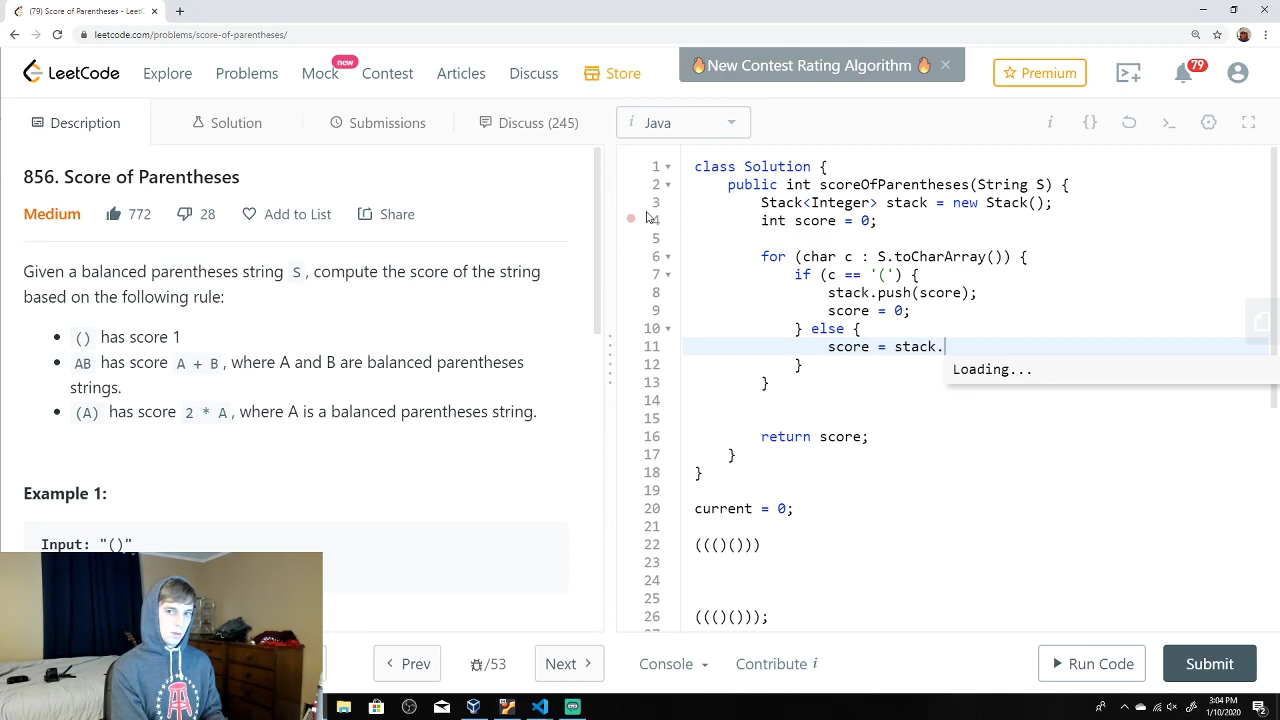 (79) Score of Parentheses - LeetC
leetcode.com/problems/score-of-parentheses/
LeetCode
Explore
Problems
Mock
new
Contest
Articles
Discuss
Store
🔥New Contest Rating Algorithm 🔥
Premium
79
Description
Solution
Submissions
Discuss (245)
i Java
856. Score of Parentheses
Medium
772
28
Add to List
Share
Given a balanced parentheses string S, compute the score of the string
based on the following rule:
• () has score 1
• AB has score A + B, where A and B are balanced parentheses
strings.
• (A) has score 2 * A, where A is a balanced parentheses string.
Example 1:
Input: "()"
1 class Solution {
2 public int scoreOfParentheses(String S) {
3 Stack<Integer> stack = new Stack();
4 int score = 0;
5
6 for (char c : S.toCharArray()) {
7 if (c == '(') {
8 stack.push(score);
9 score = 0;
10 } else {
11 score = stack.
Loading...
12 }
13 }
14
15
16 return score;
17 }
18 }
19
20 current = 0;
21
22 ((()()))
23
24
25
26 ((()()));
Prev
/53
Next
Console
Contribute i
Run Code
Submit
3:04 PM
1/10/2020